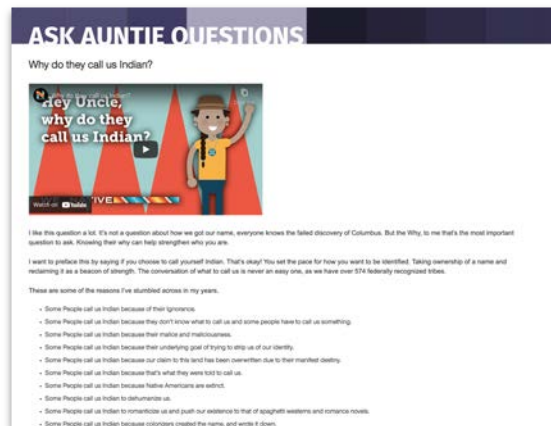 ASK AUNTIE QUESTIONS
Why do they call us Indian?
Why do they call us Indian?
Hey Uncle,
why do they
call us Indian?
Watch on YouTube
I like this question a lot. It's not a question about how we got our name, everyone knows the failed discovery of Columbus. But the Why, to me that's the most important
question to ask. Knowing their why can help strengthen who you are.
I want to preface this by saying if you choose to call yourself Indian. That's okay! You set the pace for how you want to be identified. Taking ownership of a name and
reclaiming it as a beacon of strength. The conversation of what to call us is never an easy one, as we have over 574 federally recognized tribes.
These are some of the reasons I've stumbled across in my years.
• Some People call us Indian because of their Ignorance.
• Some People call us Indian because they don't know what to call us and some people have to call us something.
• Some People call us Indian because their malice and maliciousness.
• Some People call us Indian because their underlying goal of trying to strip us of our identity.
• Some People call us Indian because our claim to this land has been overwritten due to their manifest destiny.
• Some People call us Indian because that's what they were told to call us.
• Some People call us Indian because Native Americans are extinct.
• Some People call us Indian to dehumanize us.
• Some People call us Indian to romanticize us and push our existence to that of spaghetti westerns and romance novels.
• Some People call us Indian because colonizers created the name, and wrote it down.